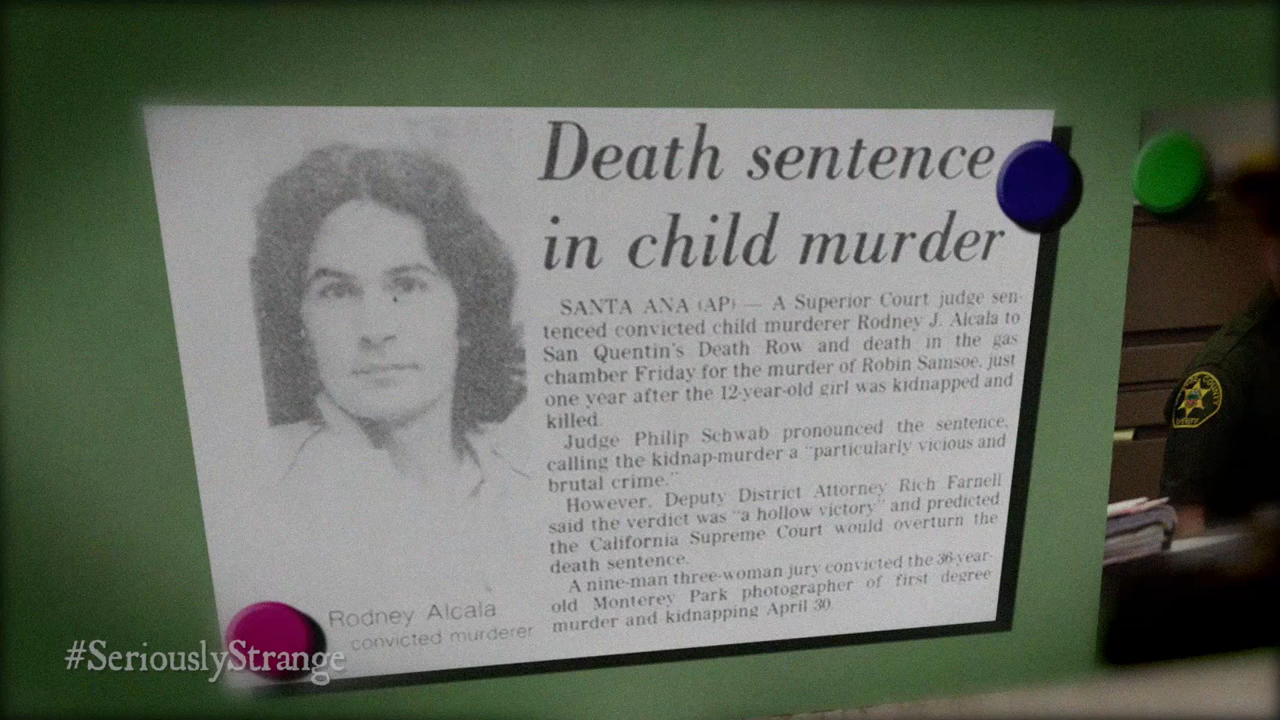 Death sentence
in child murder
SANTA ANA (AP) — A Superior Court judge sen-
tenced convicted child murderer Rodney J. Alcala to
San Quentin's Death Row and death in the gas
chamber Friday for the murder of Robin Samsoe, just
one year after the 12-year-old girl was kidnapped and
killed.
Judge Philip Schwab pronounced the sentence,
calling the kidnap-murder a "particularly vicious and
brutal crime."
However, Deputy District Attorney Rich Farnell
said the verdict was "a hollow victory" and predicted
the California Supreme Court would overturn the
death sentence.
A nine-man three-woman jury convicted the 36-year-
old Monterey Park photographer of first degree
murder and kidnapping April 30.
Rodney Alcala
convicted murderer
#SeriouslyStrange